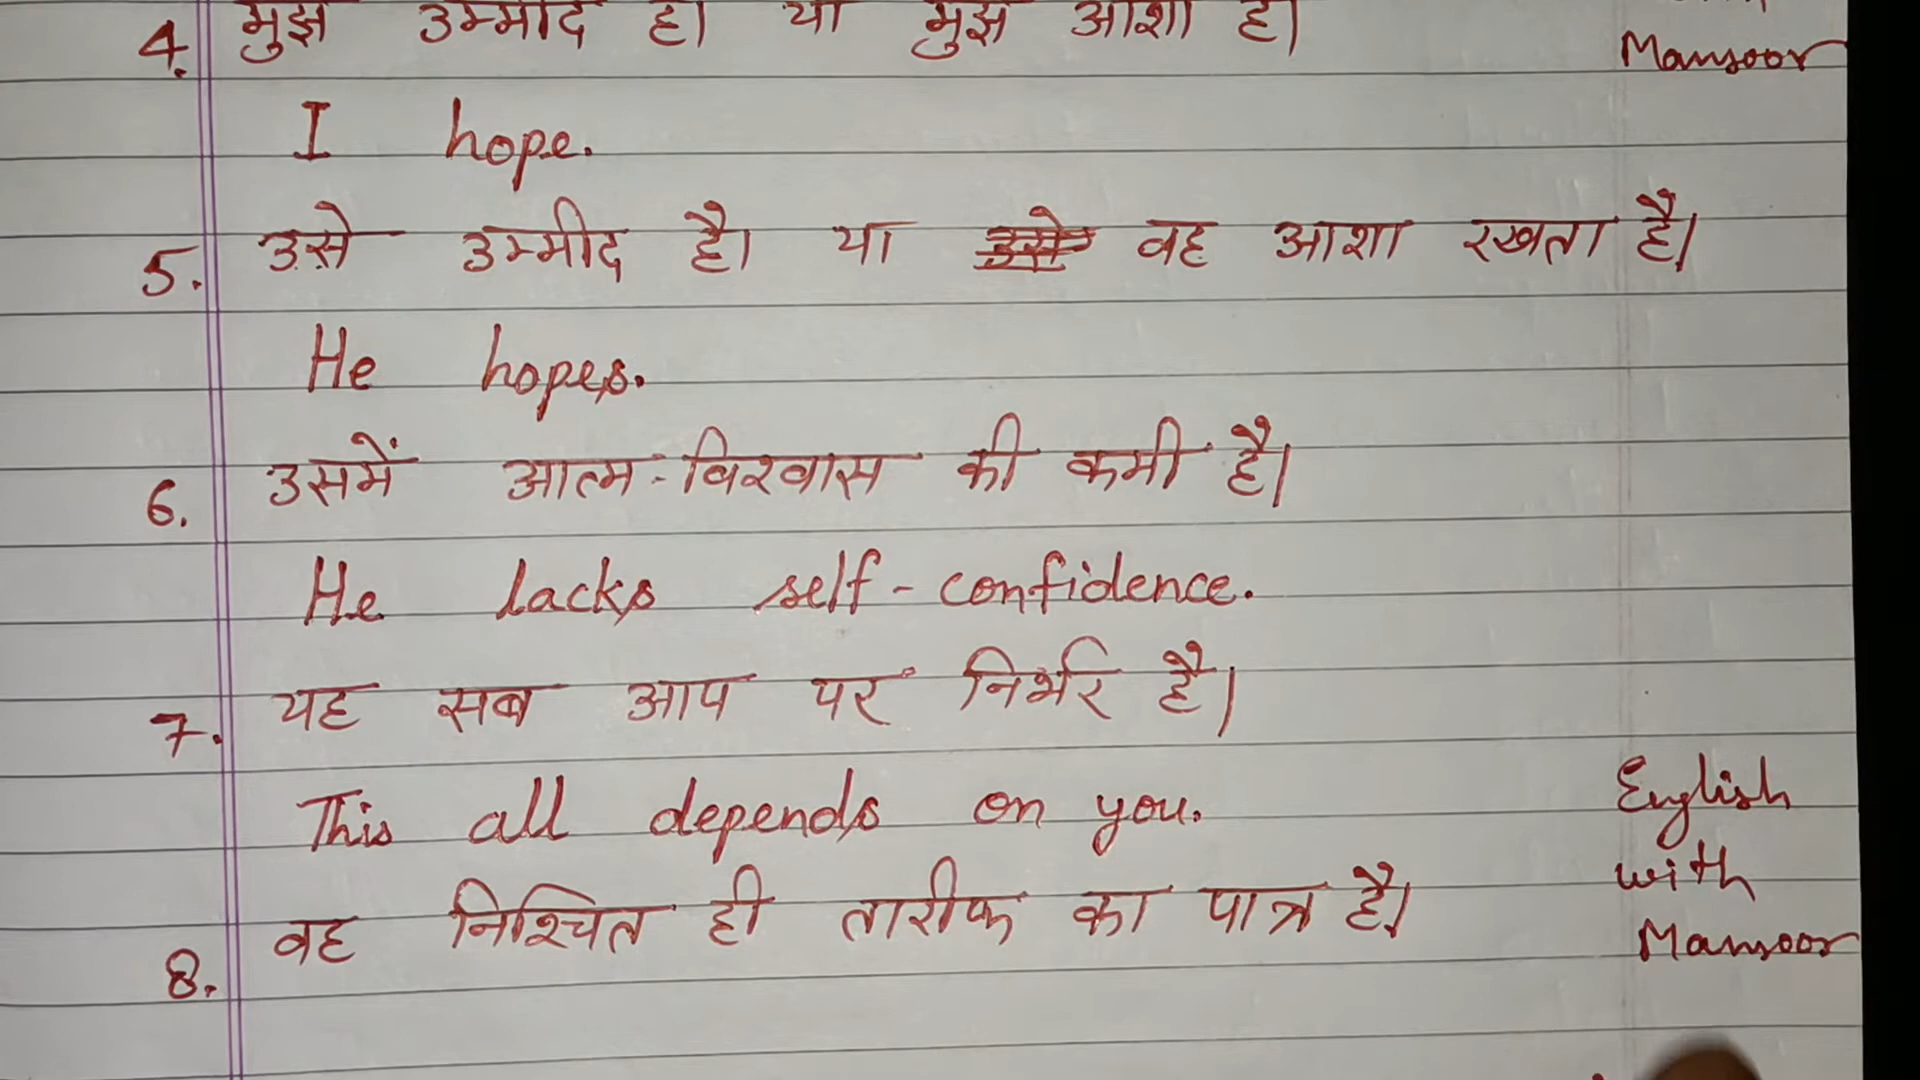 4. मुझे उम्मीद है। या मुझे आशा है।
Mansoor
I hope.
5. उसे उम्मीद है। या वह आशा रखता है।
He hopes.
6. उसमें आत्म-विश्वास की कमी है।
He lacks self-confidence.
7. यह सब आप पर निर्भर है।
This all depends on you.
English
with
Mansoor
8. वह निश्चित ही तारीफ का पात्र है।